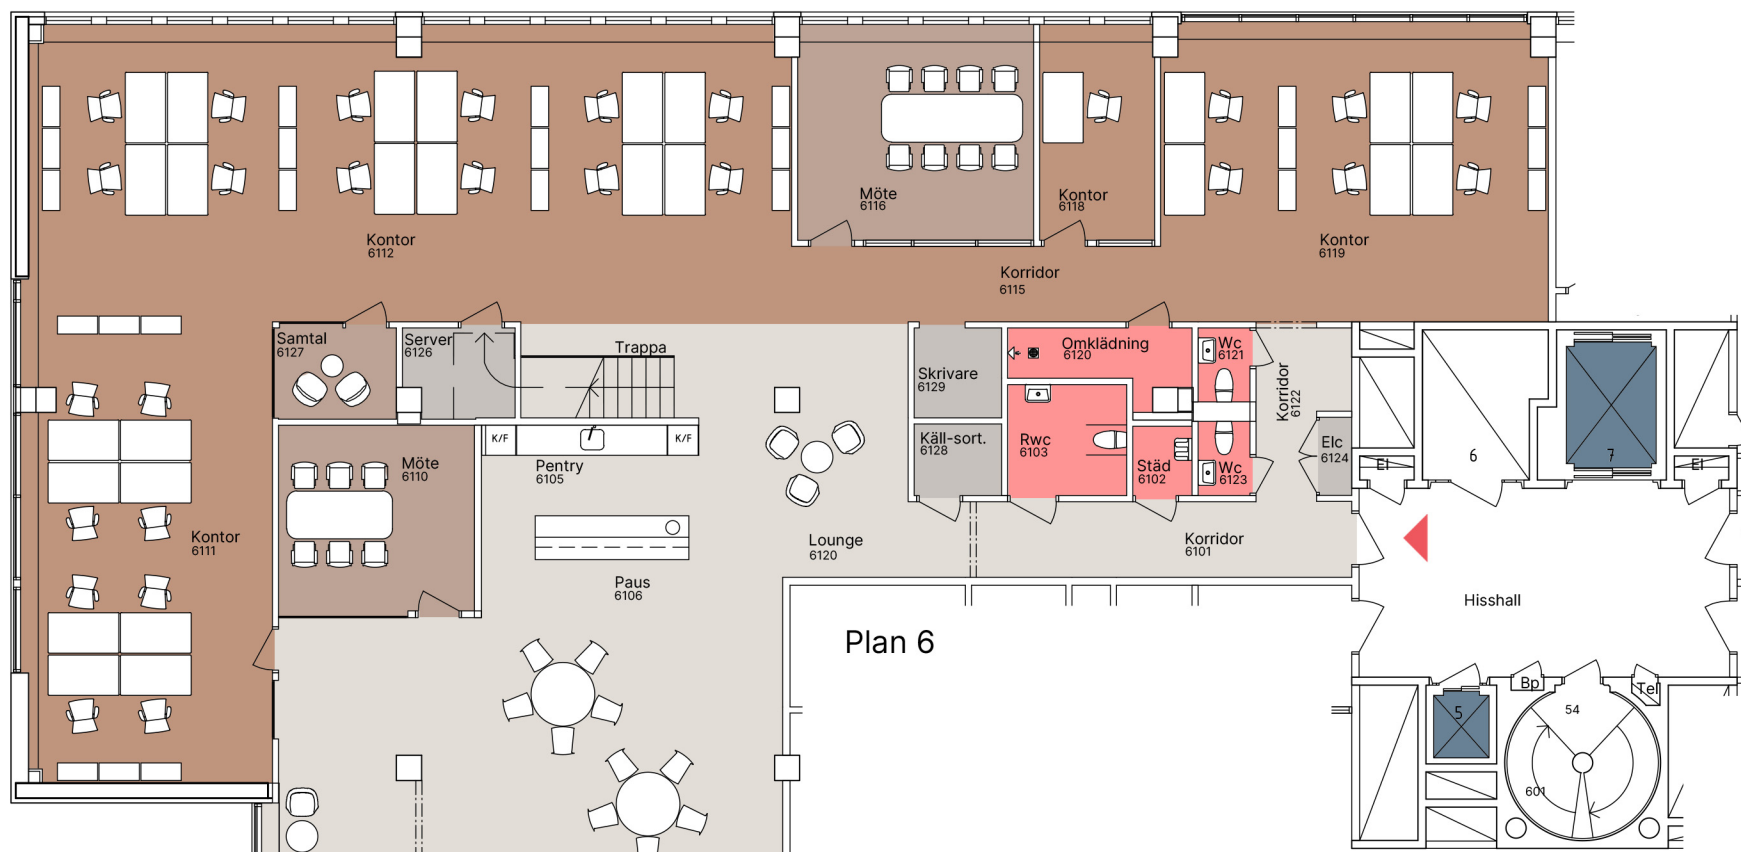 Möte
6116
Kontor
6118
Kontor
6112
Kontor
6119
Korridor
6115
Samtal
6127
Server
6126
Trappa
Skrivare
6129
Omklädning
6120
Wc
6121
Korridor
6122
K/F
K/F
Pentry
6105
Käll-sort.
6128
Rwc
6103
Städ
6102
Wc
6123
Elc
6124
El
6
7
El
Möte
6110
Kontor
6111
Lounge
6120
Korridor
6101
Paus
6106
Hisshall
Plan 6
Bp
Tel
5
54
601